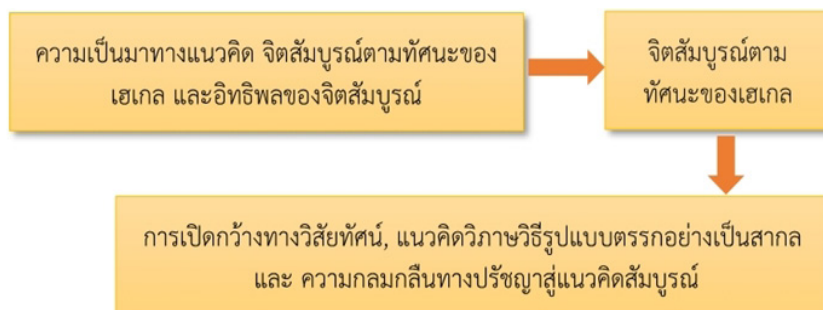 ความเป็นมาทางแนวคิด จิตสัมบูรณ์ตามทัศนะของ
เฮเกล และอิทธิพลของจิตสัมบูรณ์
จิตสัมบูรณ์ตาม
ทัศนะของเฮเกล
การเปิดกว้างทางวิสัยทัศน์, แนวคิดวิภาษวิธีรูปแบบตรรกอย่างเป็นสากล
และ ความกลมกลืนทางปรัชญาสู่แนวคิดสัมบูรณ์